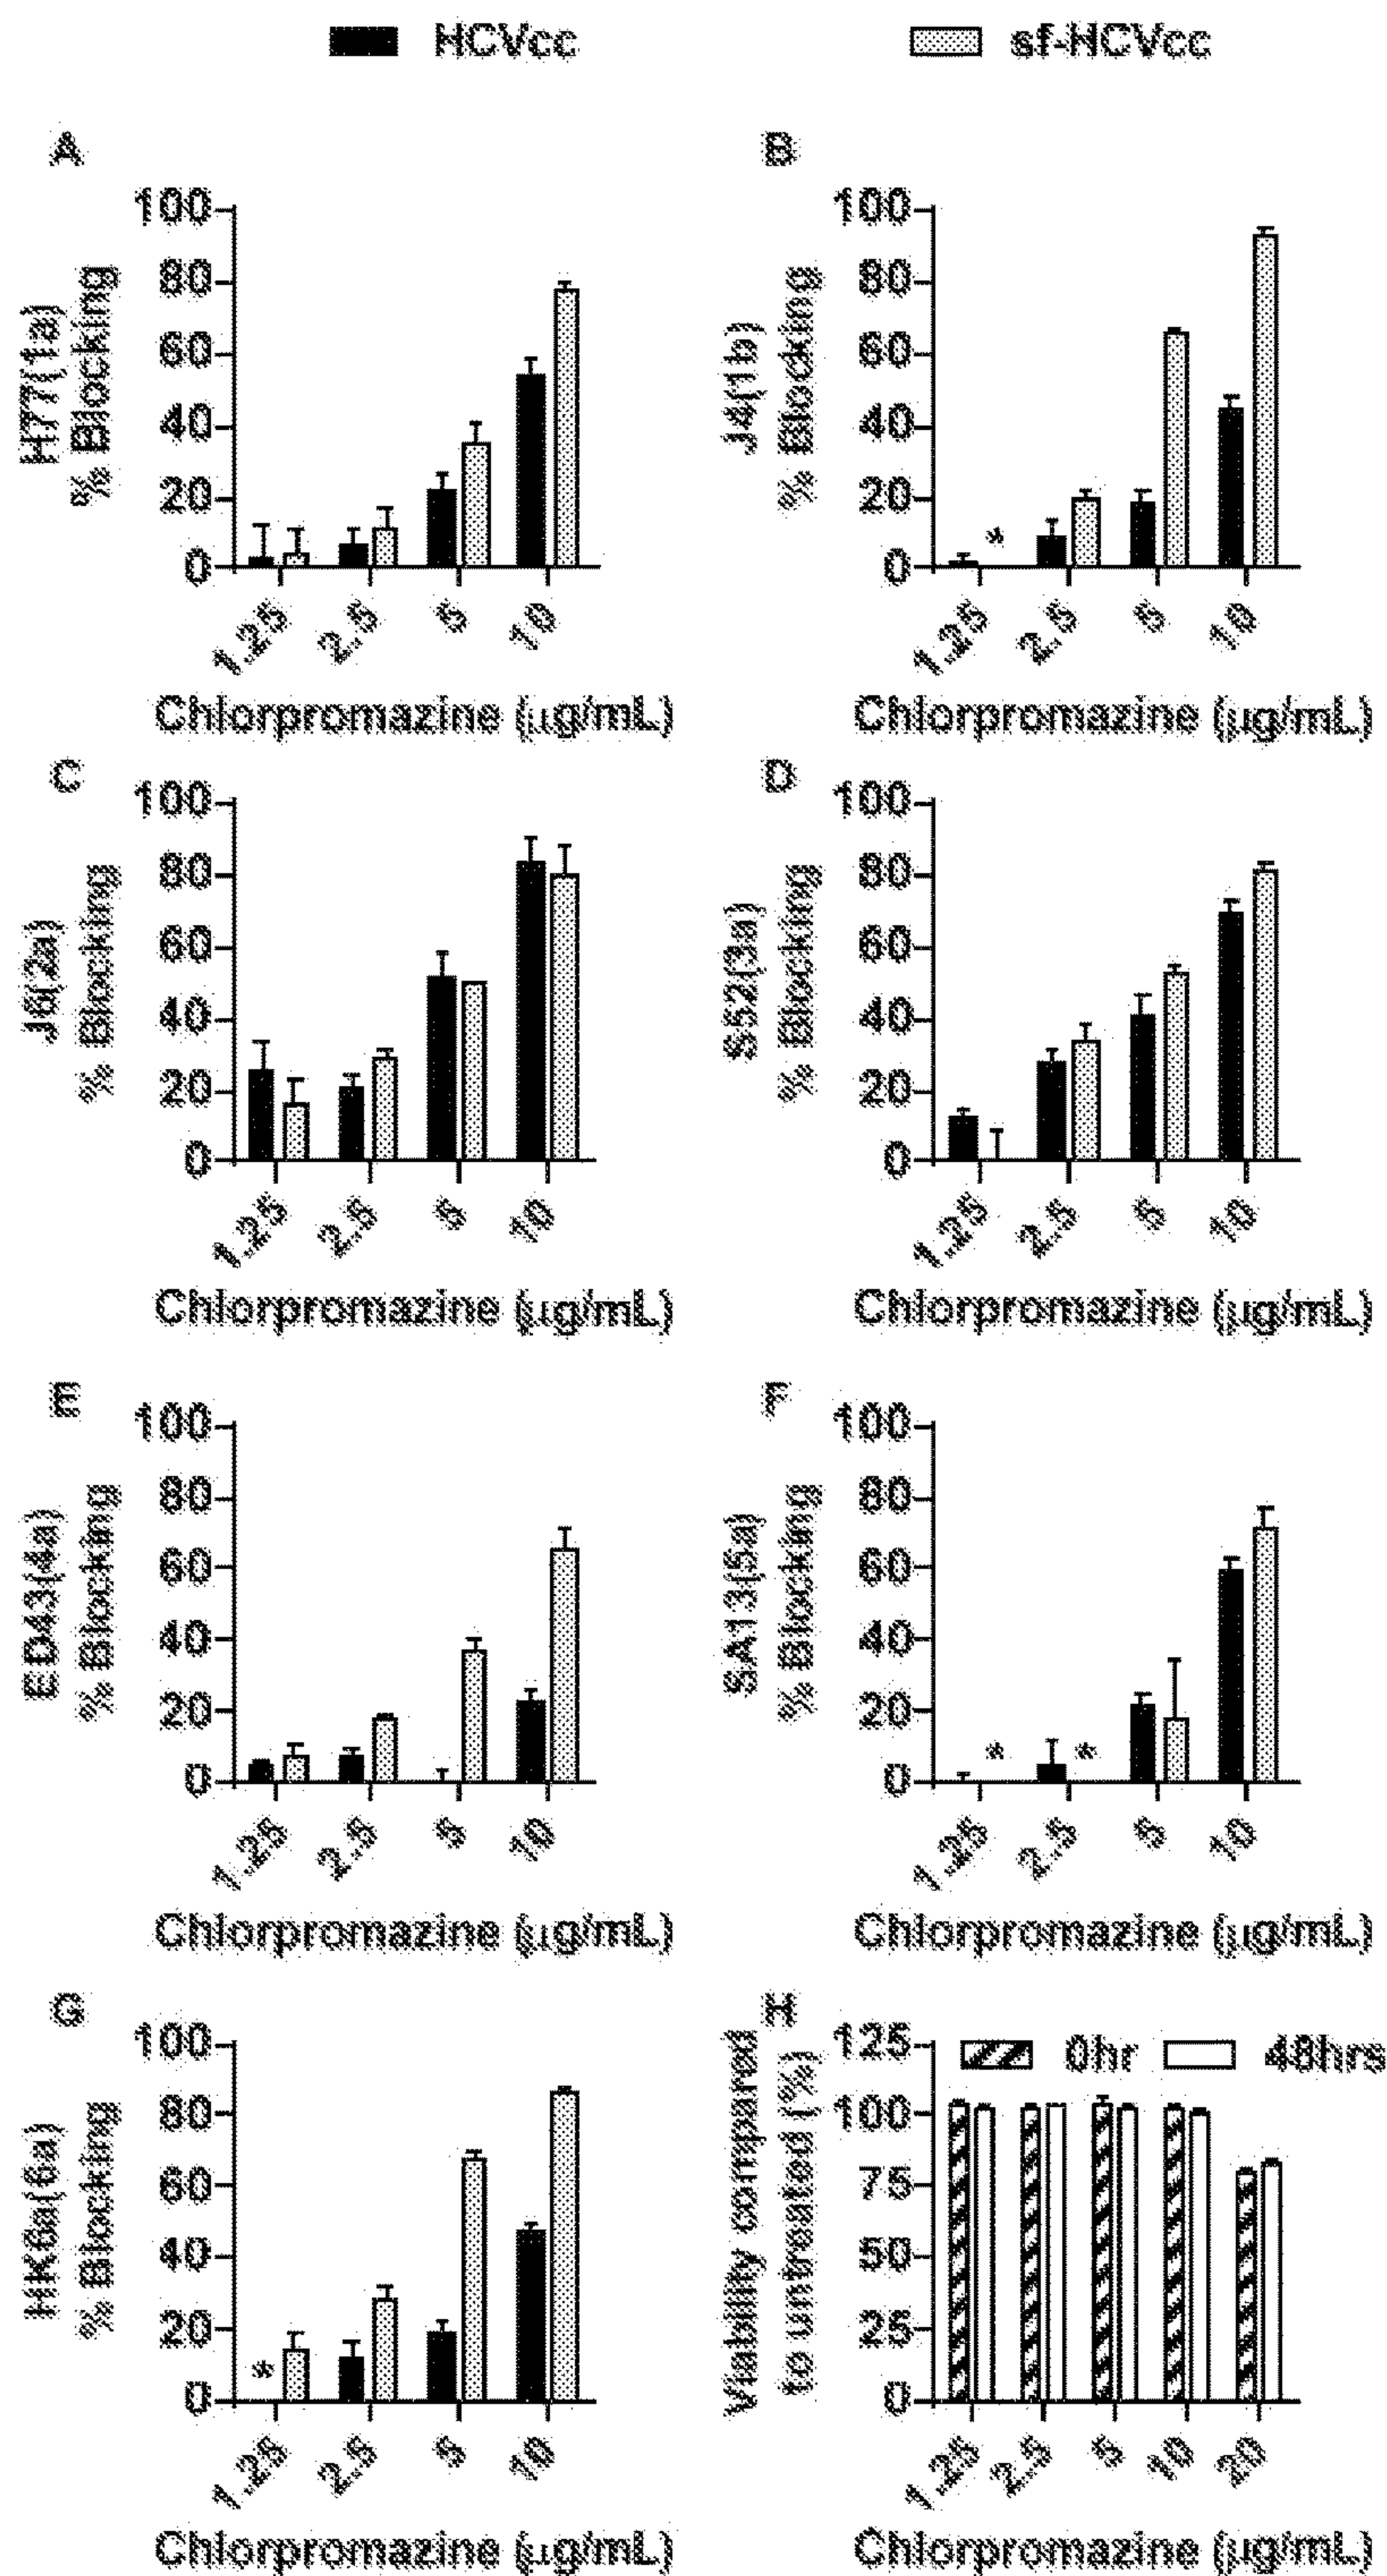 HCVcc sf-HCVcc
A
H77(1a)
% Blocking
100
80
60
40
20
0
*
1.25 2.5 5 10
Chlorpromazine (µg/mL)
B
J4(1b)
% Blocking
100
80
60
40
20
0
1.25 2.5 5 10
Chlorpromazine (µg/mL)
C
J6(2a)
% Blocking
100
80
60
40
20
0
1.25 2.5 5 10
Chlorpromazine (µg/mL)
D
S52(3a)
% Blocking
100
80
60
40
20
0
1.25 2.5 5 10
Chlorpromazine (µg/mL)
E
ED43(4a)
% Blocking
100
80
60
40
20
0
1.25 2.5 5 10
Chlorpromazine (µg/mL)
F
SA13(5a)
% Blocking
100
80
60
40
20
0
* *
1.25 2.5 5 10
Chlorpromazine (µg/mL)
G
HK6a(6a)
% Blocking
100
80
60
40
20
0
*
1.25 2.5 5 10
Chlorpromazine (µg/mL)
H
Viability compared
to untreated (%)
0hr 48hrs
125
100
75
50
25
0
1.25 2.5 5 10 20
Chlorpromazine (µg/mL)